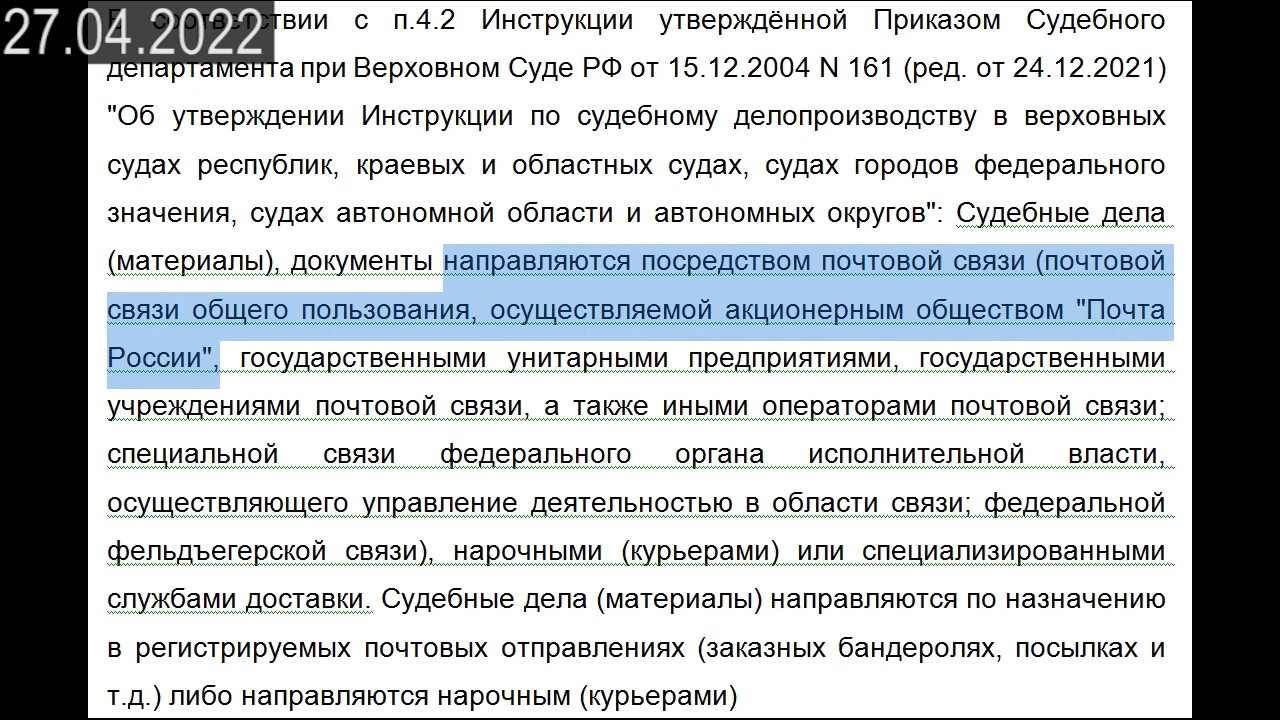 27.04.2022
В соответствии с п.4.2 Инструкции утверждённой Приказом Судебного
департамента при Верховном Суде РФ от 15.12.2004 N 161 (ред. от 24.12.2021)
"Об утверждении Инструкции по судебному делопроизводству в верховных
судах республик, краевых и областных судах, судах городов федерального
значения, судах автономной области и автономных округов": Судебные дела
(материалы), документы направляются посредством почтовой связи (почтовой
связи общего пользования, осуществляемой акционерным обществом "Почта
России", государственными унитарными предприятиями, государственными
учреждениями почтовой связи, а также иными операторами почтовой связи;
специальной связи федерального органа исполнительной власти,
осуществляющего управление деятельностью в области связи; федеральной
фельдъегерской связи), нарочными (курьерами) или специализированными
службами доставки. Судебные дела (материалы) направляются по назначению
в регистрируемых почтовых отправлениях (заказных бандеролях, посылках и
т.д.) либо направляются нарочным (курьерами)